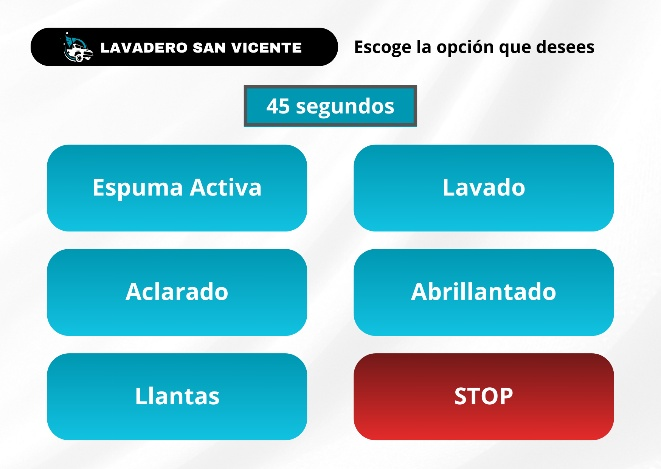 LAVADERO SAN VICENTE
Escoge la opción que desees
45 segundos
Espuma Activa
Lavado
Aclarado
Abrillantado
Llantas
STOP